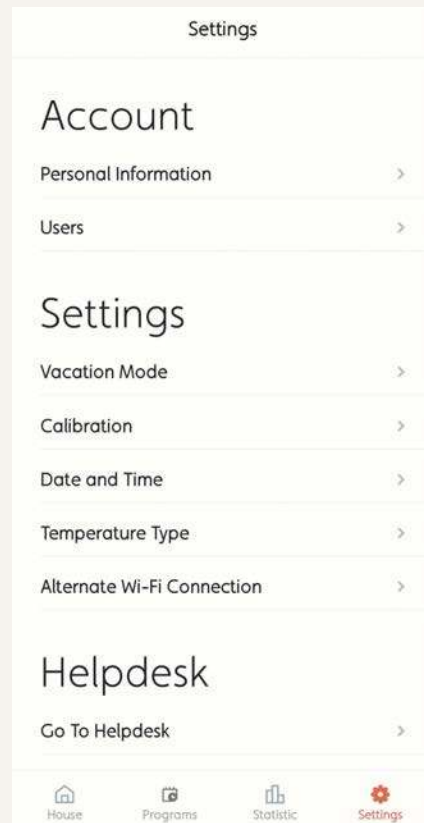 Settings
Account
Personal Information
Users
Settings
Vacation Mode
Calibration
Date and Time
Temperature Type
Alternate Wi-Fi Connection
Helpdesk
Go To Helpdesk
House Programs Statistic Settings